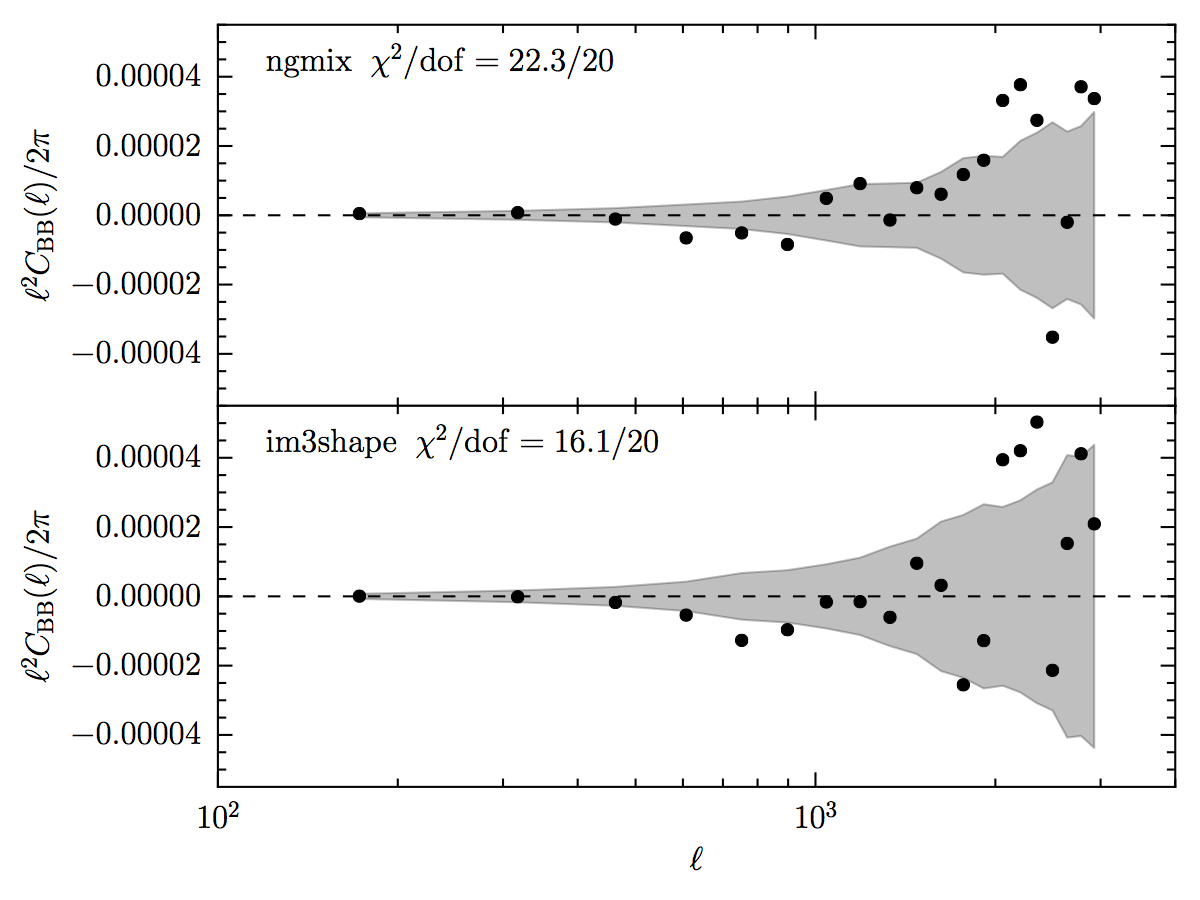 ngmix χ²/dof = 22.3/20
0.00004
0.00002
0.00000
−0.00002
−0.00004
ℓ²C_BB(ℓ)/2π
im3shape χ²/dof = 16.1/20
0.00004
0.00002
0.00000
−0.00002
−0.00004
ℓ²C_BB(ℓ)/2π
10² 10³
ℓ